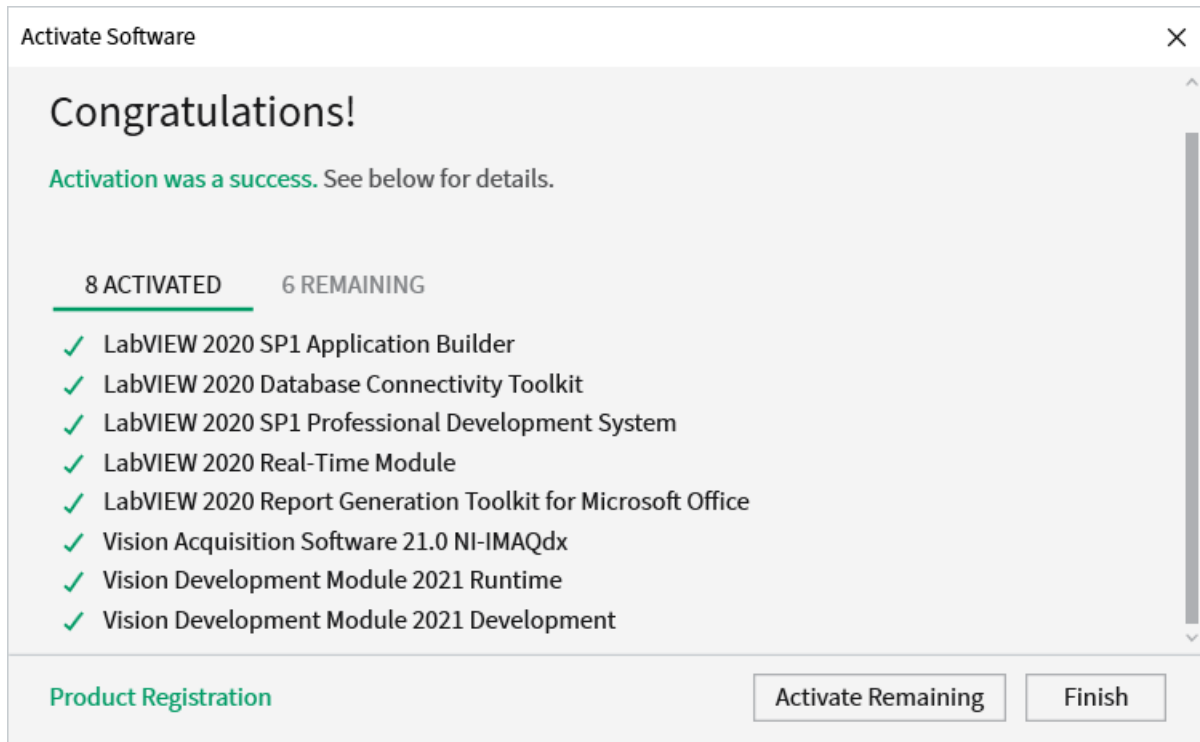 Activate Software
Congratulations!
Activation was a success. See below for details.
8 ACTIVATED 6 REMAINING
LabVIEW 2020 SP1 Application Builder
LabVIEW 2020 Database Connectivity Toolkit
LabVIEW 2020 SP1 Professional Development System
LabVIEW 2020 Real-Time Module
LabVIEW 2020 Report Generation Toolkit for Microsoft Office
Vision Acquisition Software 21.0 NI-IMAQdx
Vision Development Module 2021 Runtime
Vision Development Module 2021 Development
Product Registration Activate Remaining Finish